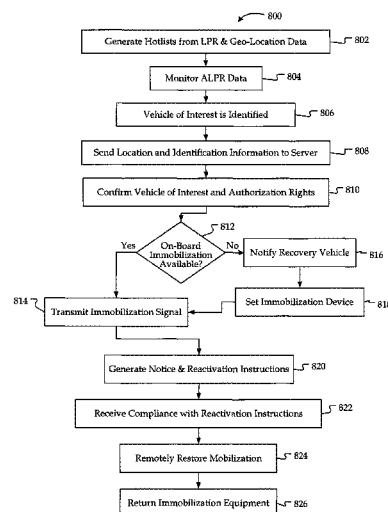 800
Generate Hotlists from LPR & Geo-Location Data
802
Monitor ALPR Data
804
Vehicle of Interest is Identified
806
Send Location and Identification Information to Server
808
Confirm Vehicle of Interest and Authorization Rights
810
812
On-Board
Immobilization
Available?
Yes
No
Notify Recovery Vehicle
816
814
Transmit Immobilization Signal
Set Immobilization Device
818
Generate Notice & Reactivation Instructions
820
Receive Compliance with Reactivation Instructions
822
Remotely Restore Mobilization
824
Return Immobilization Equipment
826